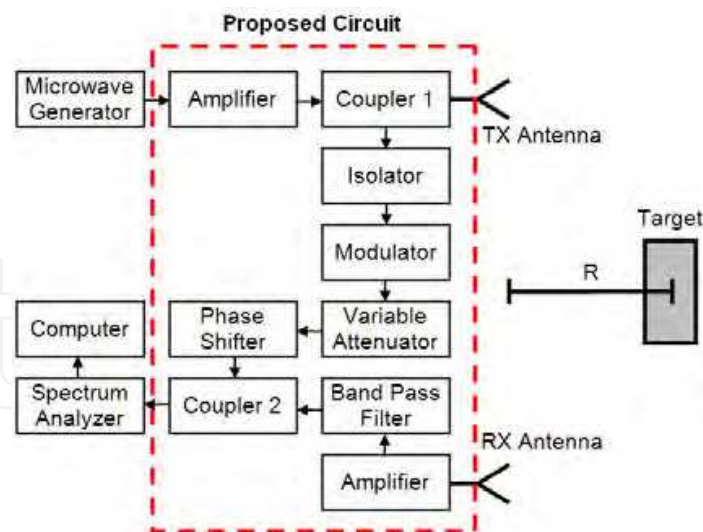 Proposed Circuit
Microwave
Generator
Amplifier
Coupler 1
TX Antenna
Isolator
Modulator
Target
R
Computer
Phase
Shifter
Variable
Attenuator
Spectrum
Analyzer
Coupler 2
Band Pass
Filter
RX Antenna
Amplifier